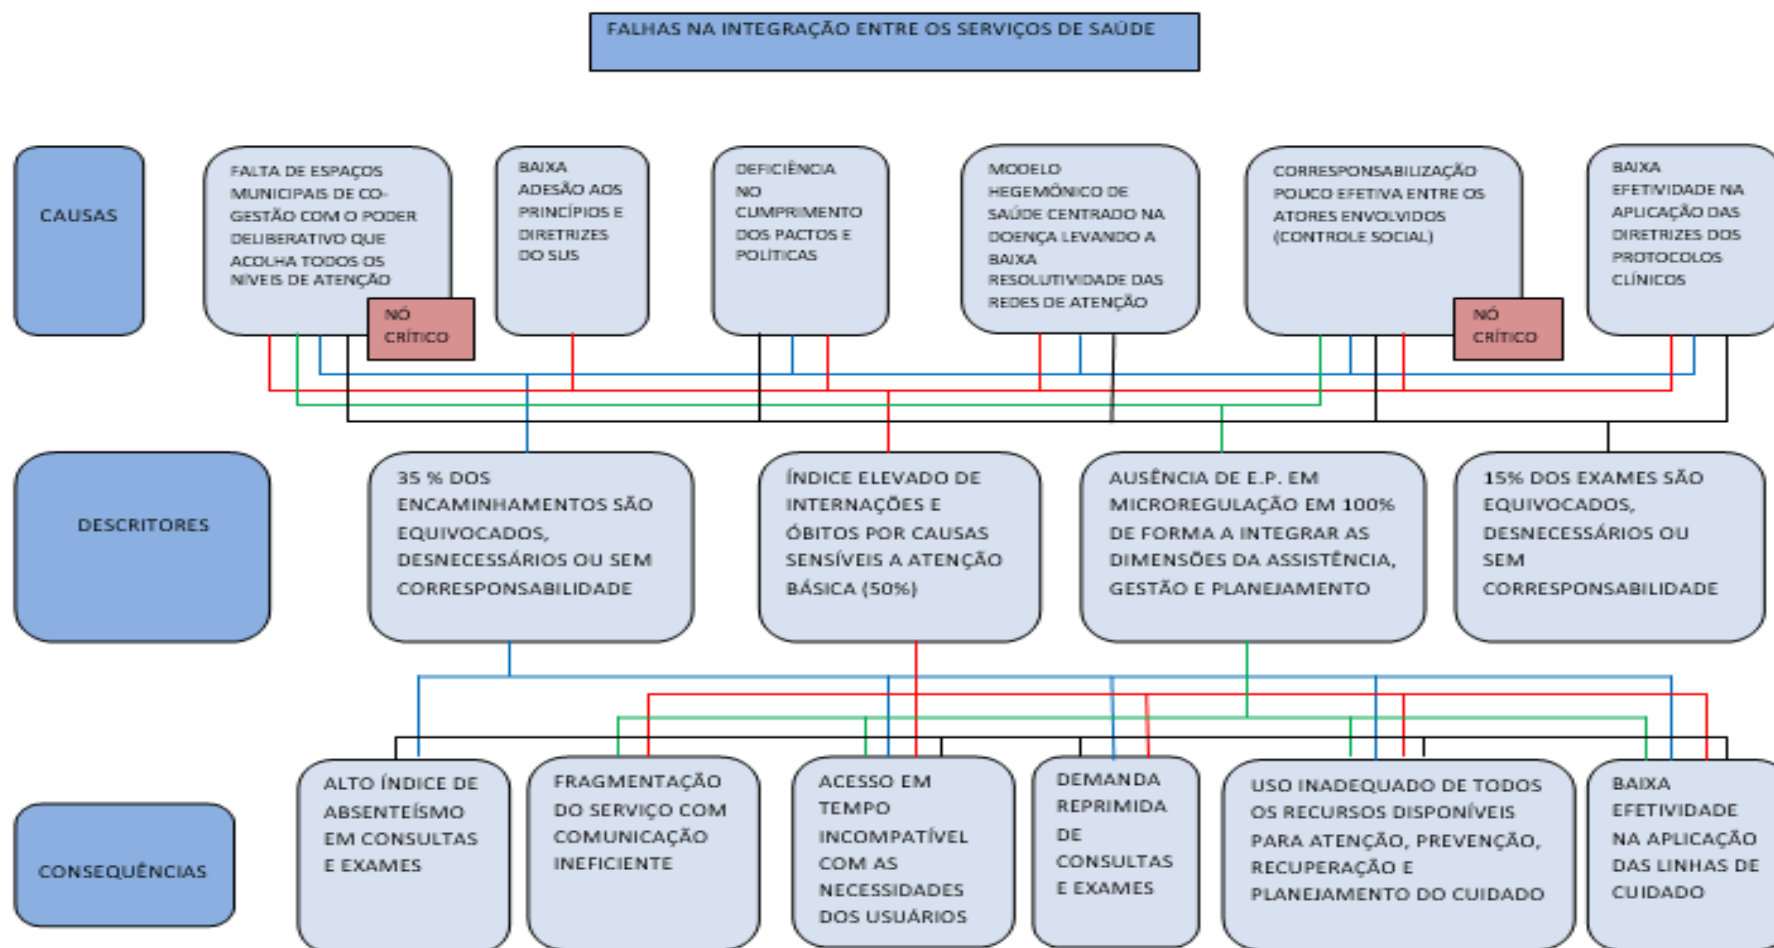 FALHAS NA INTEGRAÇÃO ENTRE OS SERVIÇOS DE SAÚDE
CAUSAS
FALTA DE ESPAÇOS
MUNICIPAIS DE CO-
GESTÃO COM O PODER
DELIBERATIVO QUE
ACOLHA TODOS OS
NÍVEIS DE ATENÇÃO
NÓ
CRÍTICO
BAIXA
ADESÃO AOS
PRINCÍPIOS E
DIRETRIZES
DO SUS
DEFICIÊNCIA
NO
CUMPRIMENTO
DOS PACTOS E
POLÍTICAS
MODELO
HEGEMÔNICO DE
SAÚDE CENTRADO NA
DOENÇA LEVANDO A
BAIXA
RESOLUTIVIDADE DAS
REDES DE ATENÇÃO
CORRESPONSABILIZAÇÃO
POUCO EFETIVA ENTRE OS
ATORES ENVOLVIDOS
(CONTROLE SOCIAL)
NÓ
CRÍTICO
BAIXA
EFETIVIDADE NA
APLICAÇÃO DAS
DIRETRIZES DOS
PROTOCOLOS
CLÍNICOS
DESCRITORES
35 % DOS
ENCAMINHAMENTOS SÃO
EQUIVOCADOS,
DESNECESSÁRIOS OU SEM
CORRESPONSABILIDADE
ÍNDICE ELEVADO DE
INTERNAÇÕES E
ÓBITOS POR CAUSAS
SENSÍVEIS A ATENÇÃO
BÁSICA (50%)
AUSÊNCIA DE E.P. EM
MICROREGULAÇÃO EM 100%
DE FORMA A INTEGRAR AS
DIMENSÕES DA ASSISTÊNCIA,
GESTÃO E PLANEJAMENTO
15% DOS EXAMES SÃO
EQUIVOCADOS,
DESNECESSÁRIOS OU
SEM
CORRESPONSABILIDADE
CONSEQUÊNCIAS
ALTO ÍNDICE DE
ABSENTEÍSMO
EM CONSULTAS
E EXAMES
FRAGMENTAÇÃO
DO SERVIÇO COM
COMUNICAÇÃO
INEFICIENTE
ACESSO EM
TEMPO
INCOMPATÍVEL
COM AS
NECESSIDADES
DOS USUÁRIOS
DEMANDA
REPRIMIDA
DE
CONSULTAS
E EXAMES
USO INADEQUADO DE TODOS
OS RECURSOS DISPONÍVEIS
PARA ATENÇÃO, PREVENÇÃO,
RECUPERAÇÃO E
PLANEJAMENTO DO CUIDADO
BAIXA
EFETIVIDADE
NA APLICAÇÃO
DAS LINHAS DE
CUIDADO